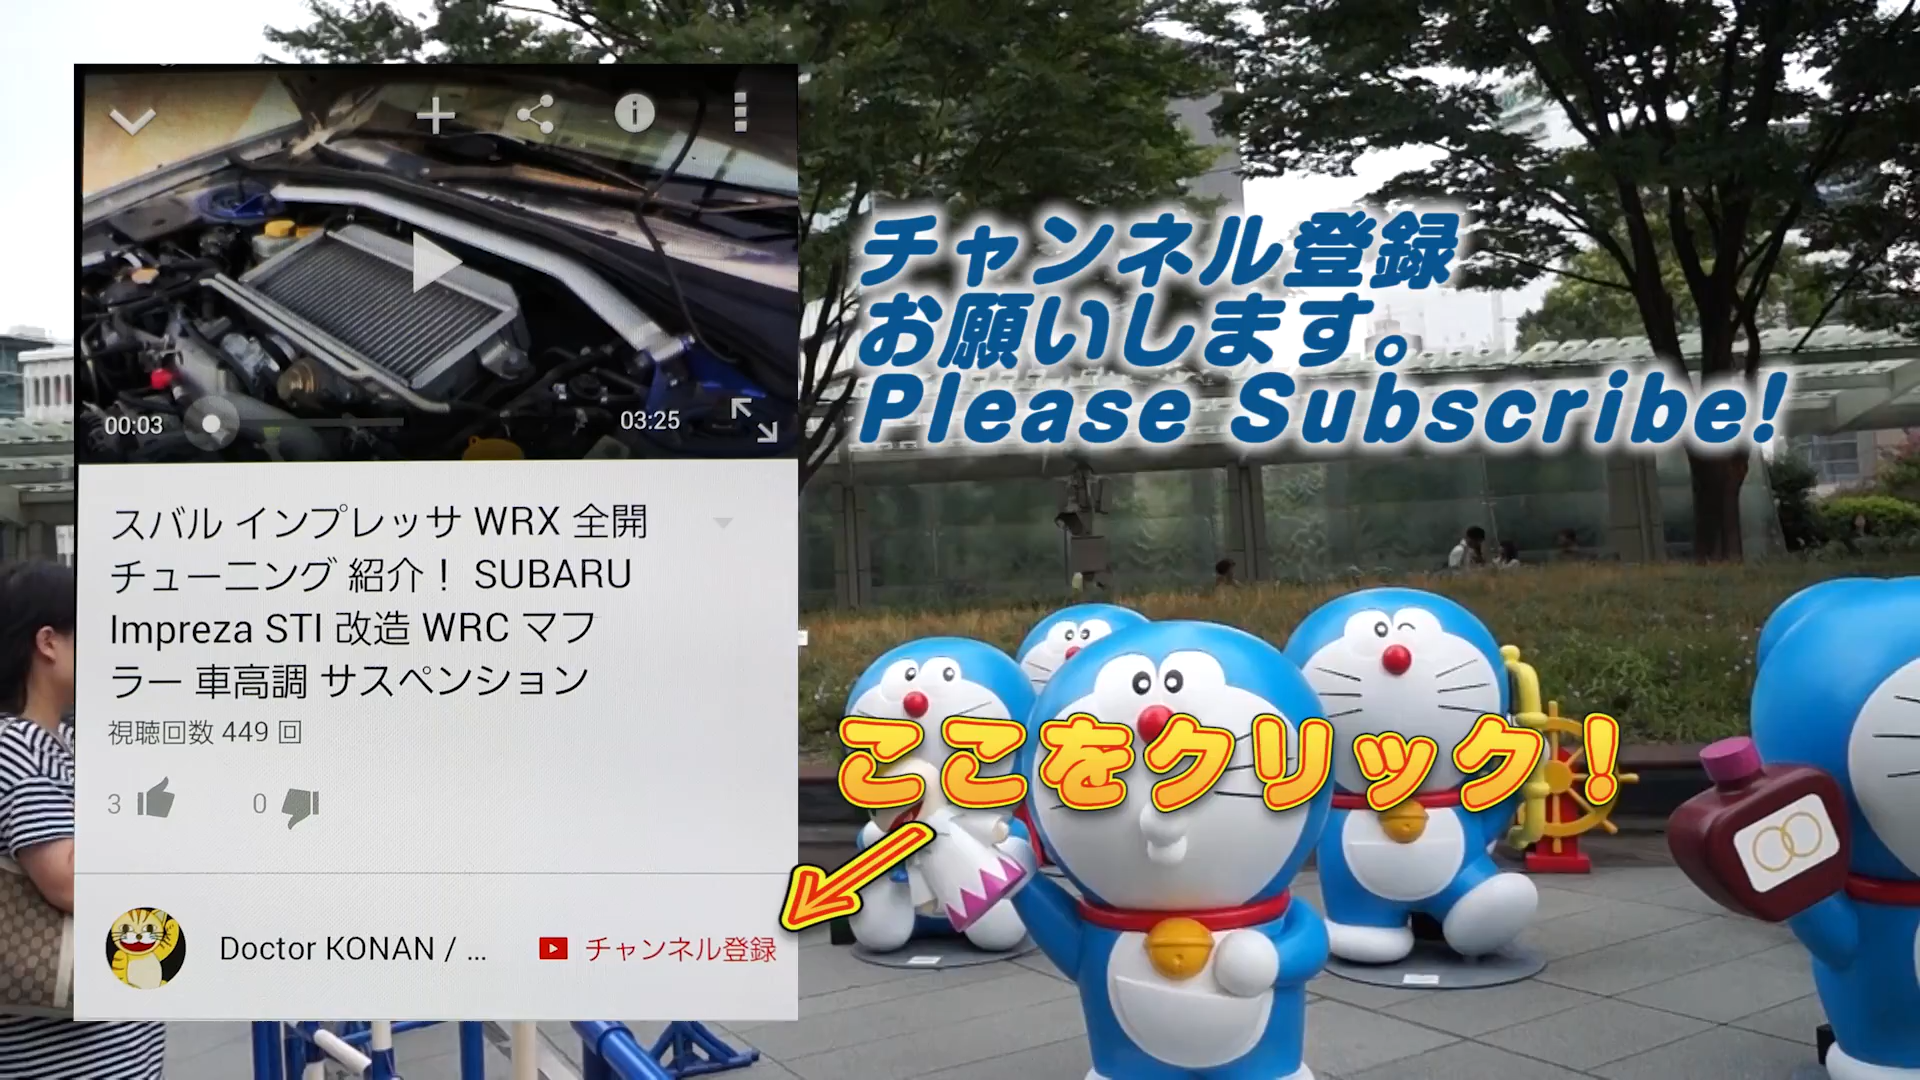 00:03
03:25
スバル インプレッサ WRX 全開
チューニング 紹介！ SUBARU
Impreza STI 改造 WRC マフ
ラー 車高調 サスペンション
視聴回数 449 回
3
0
Doctor KONAN / ...
チャンネル登録
チャンネル登録
お願いします。
Please Subscribe!
ここをクリック！